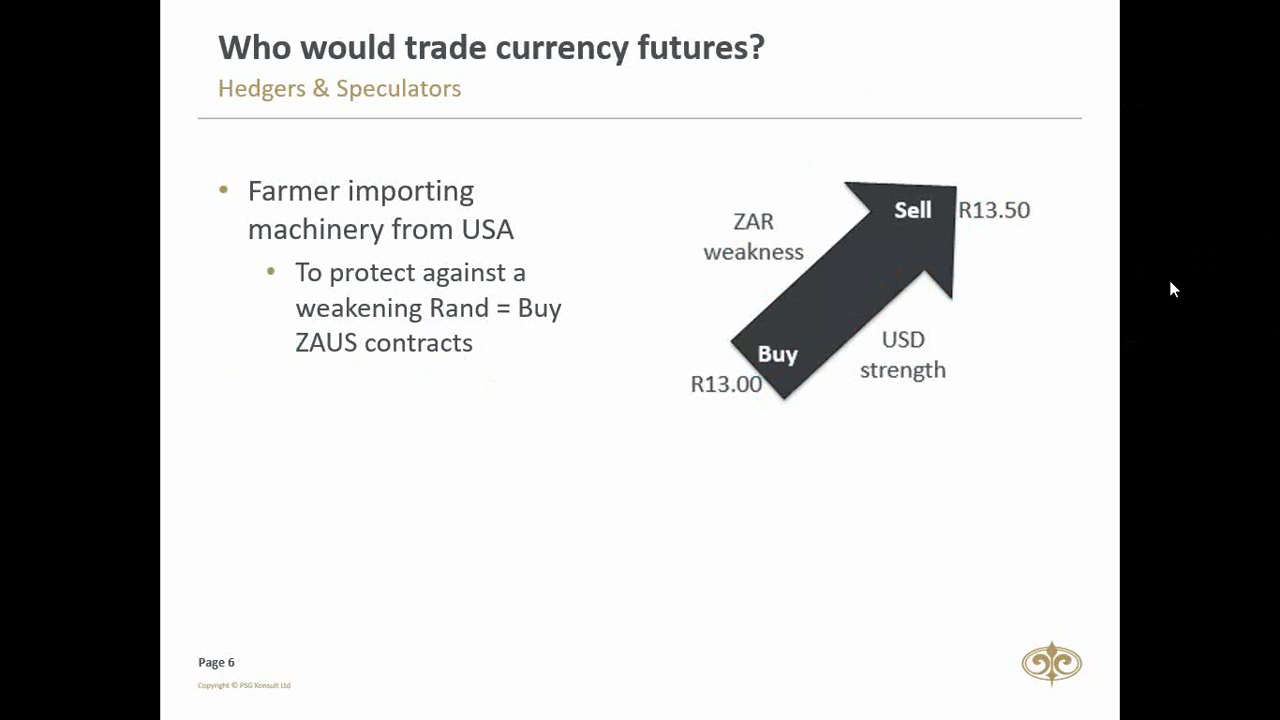 Who would trade currency futures?
Hedgers & Speculators
• Farmer importing
machinery from USA
• To protect against a
weakening Rand = Buy
ZAUS contracts
ZAR
weakness
Sell
R13.50
Buy
R13.00
USD
strength
Page 6
Copyright © PSG Konsult Ltd